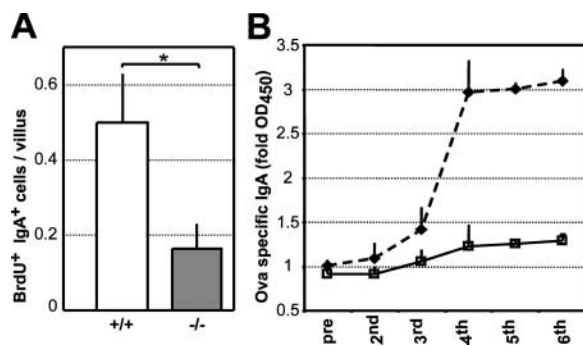 A
BrdU+ IgA+ cells / villus
0.6
0.4
0.2
0
*
+/+
-/-
B
Ova specific IgA (fold OD450)
3.5
3
2.5
2
1.5
1
0.5
pre
2nd
3rd
4th
5th
6th